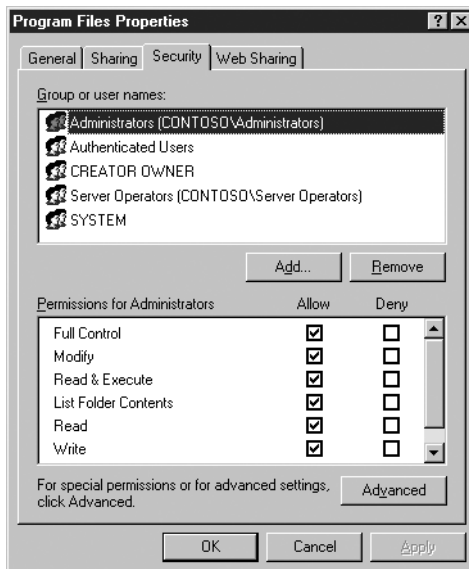 Program Files Properties
General Sharing Security Web Sharing
Group or user names:
Administrators (CONTOSO\Administrators)
Authenticated Users
CREATOR OWNER
Server Operators (CONTOSO\Server Operators)
SYSTEM
Add... Remove
Permissions for Administrators Allow Deny
Full Control
Modify
Read & Execute
List Folder Contents
Read
Write
For special permissions or for advanced settings,
click Advanced.
Advanced
OK Cancel Apply